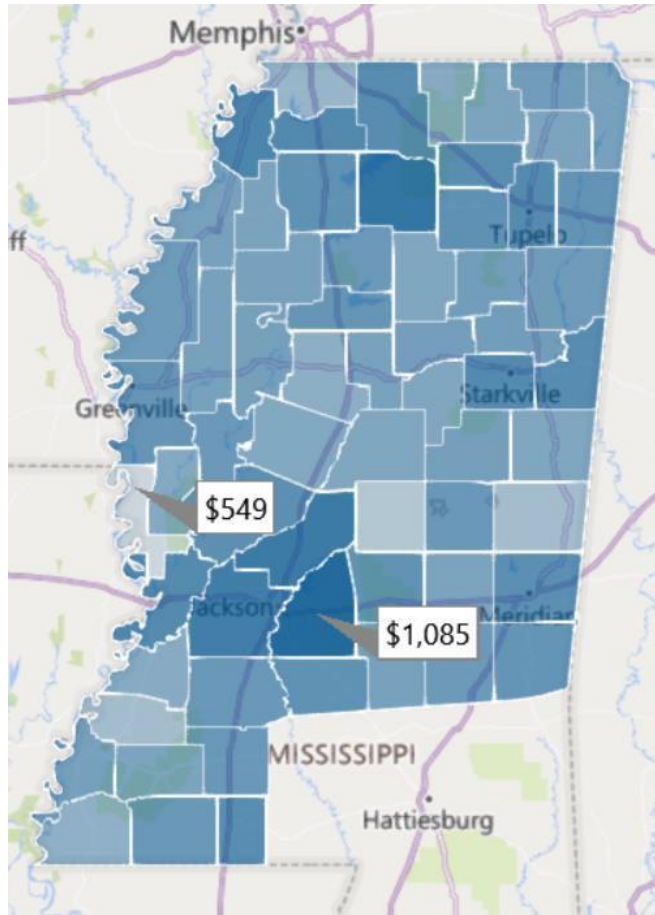 Memphis
ff
Tupelo
Greenville
Starkville
$549
Jackson
$1,085
Meridian
MISSISSIPPI
Hattiesburg